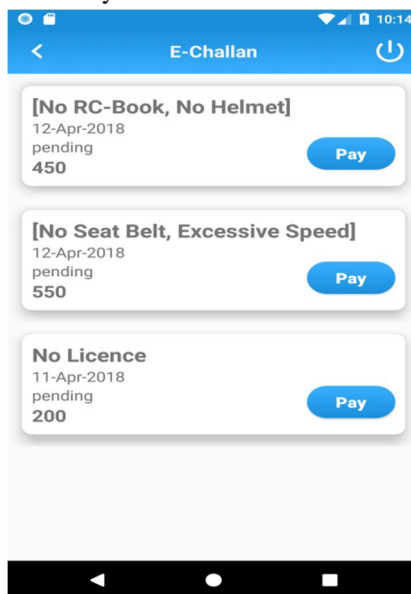 10:14
E-Challan
[No RC-Book, No Helmet]
12-Apr-2018
pending
Pay
450
[No Seat Belt, Excessive Speed]
12-Apr-2018
pending
Pay
550
No Licence
11-Apr-2018
pending
Pay
200